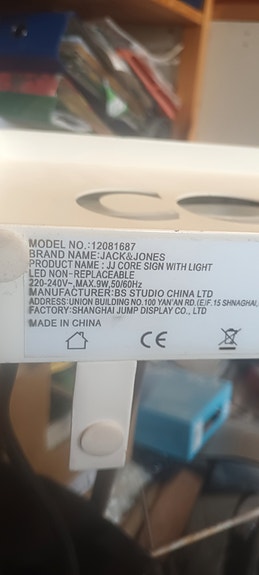 CO
MODEL NO.:12081687
BRAND NAME:JACK&JONES
PRODUCT NAME : JJ CORE SIGN WITH LIGHT
LED NON-REPLACEABLE
220-240V~,MAX.9W,50/60Hz
MANUFACTURER:BS STUDIO CHINA LTD
ADDRESS:UNION BUILDING NO.100 YAN'AN RD.(E.)F. 15 SHNAGHAI,
FACTORY:SHANGHAI JUMP DISPLAY CO., LTD
MADE IN CHINA
CE